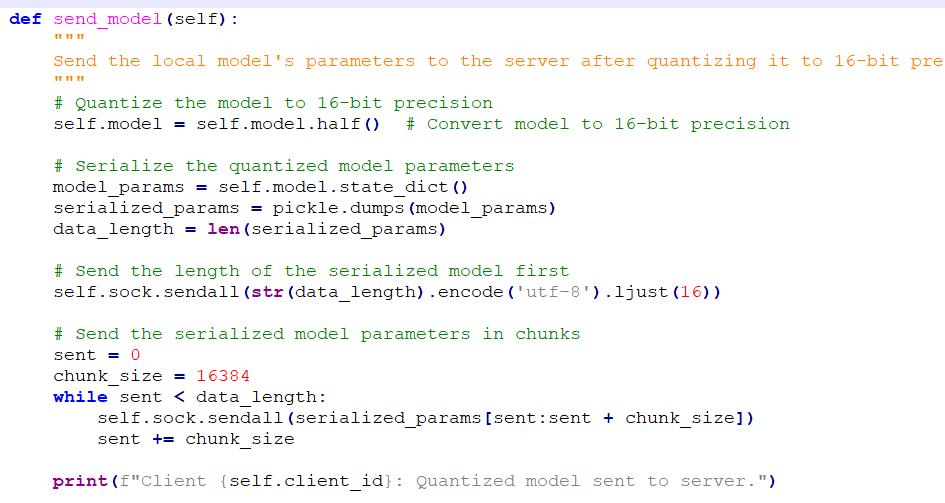 def send_model(self):
    """
    Send the local model's parameters to the server after quantizing it to 16-bit pre
    """
    # Quantize the model to 16-bit precision
    self.model = self.model.half()  # Convert model to 16-bit precision

    # Serialize the quantized model parameters
    model_params = self.model.state_dict()
    serialized_params = pickle.dumps(model_params)
    data_length = len(serialized_params)

    # Send the length of the serialized model first
    self.sock.sendall(str(data_length).encode('utf-8').ljust(16))

    # Send the serialized model parameters in chunks
    sent = 0
    chunk_size = 16384
    while sent < data_length:
        self.sock.sendall(serialized_params[sent:sent + chunk_size])
        sent += chunk_size

    print(f"Client {self.client_id}: Quantized model sent to server.")